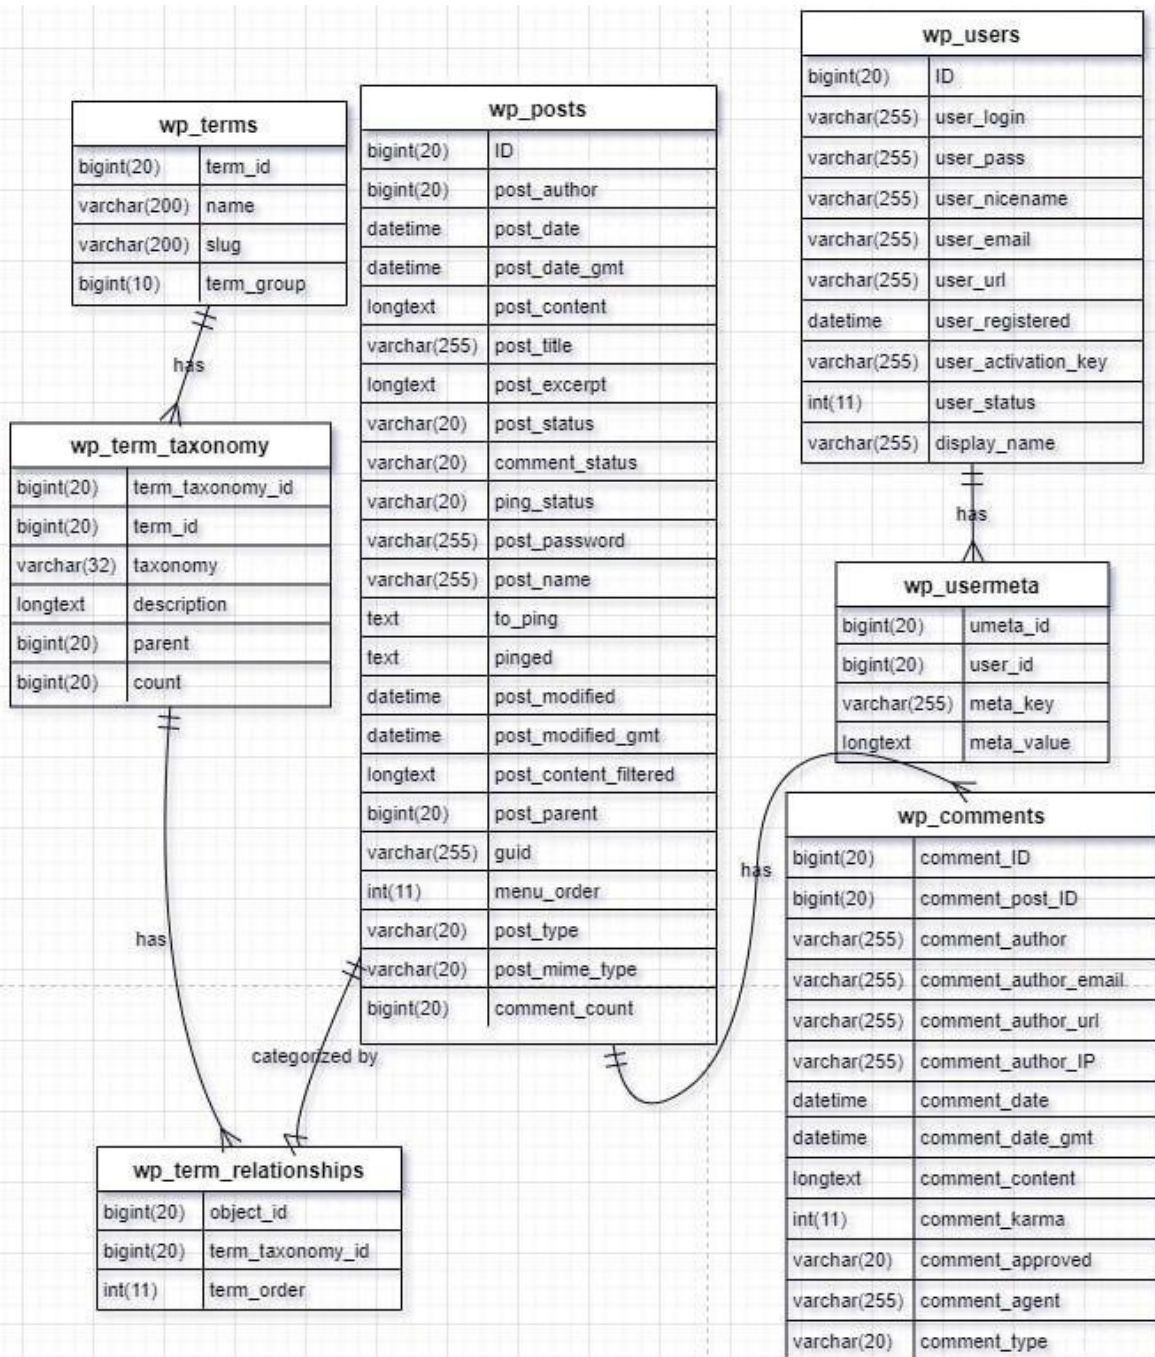 wp_users
bigint(20) ID
varchar(255) user_login
varchar(255) user_pass
varchar(255) user_nicename
varchar(255) user_email
varchar(255) user_url
datetime user_registered
varchar(255) user_activation_key
int(11) user_status
varchar(255) display_name
has
wp_posts
bigint(20) ID
bigint(20) post_author
datetime post_date
datetime post_date_gmt
longtext post_content
varchar(255) post_title
longtext post_excerpt
varchar(20) post_status
varchar(20) comment_status
varchar(20) ping_status
varchar(255) post_password
varchar(255) post_name
text to_ping
text pinged
datetime post_modified
datetime post_modified_gmt
longtext post_content_filtered
bigint(20) post_parent
varchar(255) guid
int(11) menu_order
varchar(20) post_type
varchar(20) post_mime_type
bigint(20) comment_count
wp_terms
bigint(20) term_id
varchar(200) name
varchar(200) slug
bigint(10) term_group
has
wp_term_taxonomy
bigint(20) term_taxonomy_id
bigint(20) term_id
varchar(32) taxonomy
longtext description
bigint(20) parent
bigint(20) count
has
categorized by
wp_term_relationships
bigint(20) object_id
bigint(20) term_taxonomy_id
int(11) term_order
wp_usermeta
bigint(20) umeta_id
bigint(20) user_id
varchar(255) meta_key
longtext meta_value
has
wp_comments
bigint(20) comment_ID
bigint(20) comment_post_ID
varchar(255) comment_author
varchar(255) comment_author_email
varchar(255) comment_author_url
varchar(255) comment_author_IP
datetime comment_date
datetime comment_date_gmt
longtext comment_content
int(11) comment_karma
varchar(20) comment_approved
varchar(255) comment_agent
varchar(20) comment_type